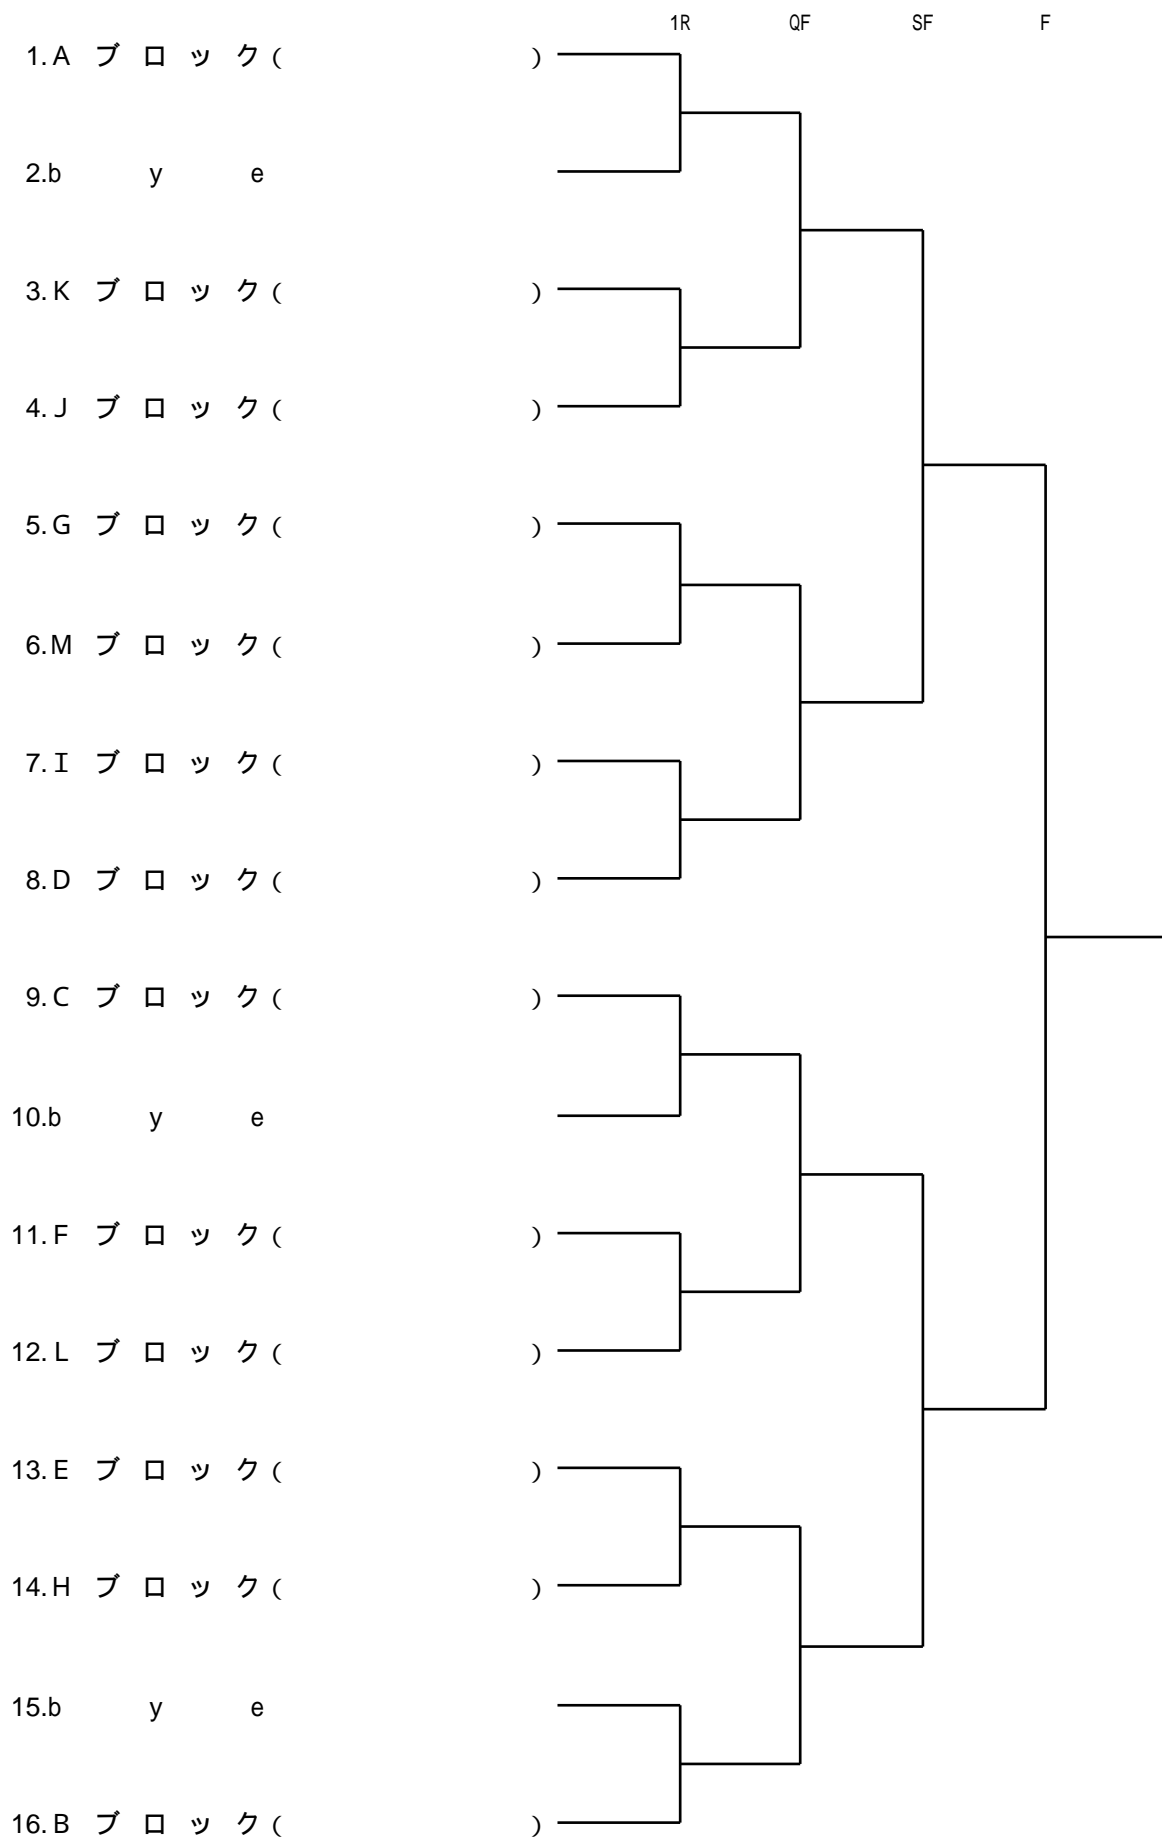 1R QF SF F
1. A ブ ロ ッ ク ( )
2. b y e
3. K ブ ロ ッ ク ( )
4. J ブ ロ ッ ク ( )
5. G ブ ロ ッ ク ( )
6. M ブ ロ ッ ク ( )
7. I ブ ロ ッ ク ( )
8. D ブ ロ ッ ク ( )
9. C ブ ロ ッ ク ( )
10. b y e
11. F ブ ロ ッ ク ( )
12. L ブ ロ ッ ク ( )
13. E ブ ロ ッ ク ( )
14. H ブ ロ ッ ク ( )
15. b y e
16. B ブ ロ ッ ク ( )